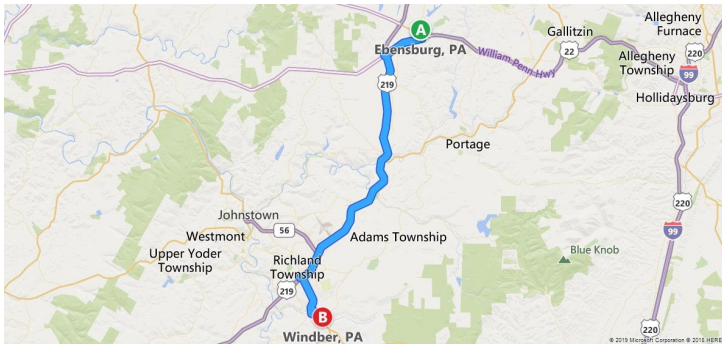 A
Ebensburg, PA
Gallitzin
Allegheny
Furnace
22
220
William Penn Hwy
Allegheny
Township
99
219
Hollidaysburg
Portage
220
Johnstown
56
Westmont
Adams Township
99
Upper Yoder
Township
Richland
Township
Blue Knob
219
B
Windber, PA
© 2019 Microsoft Corporation © 2018 HERE